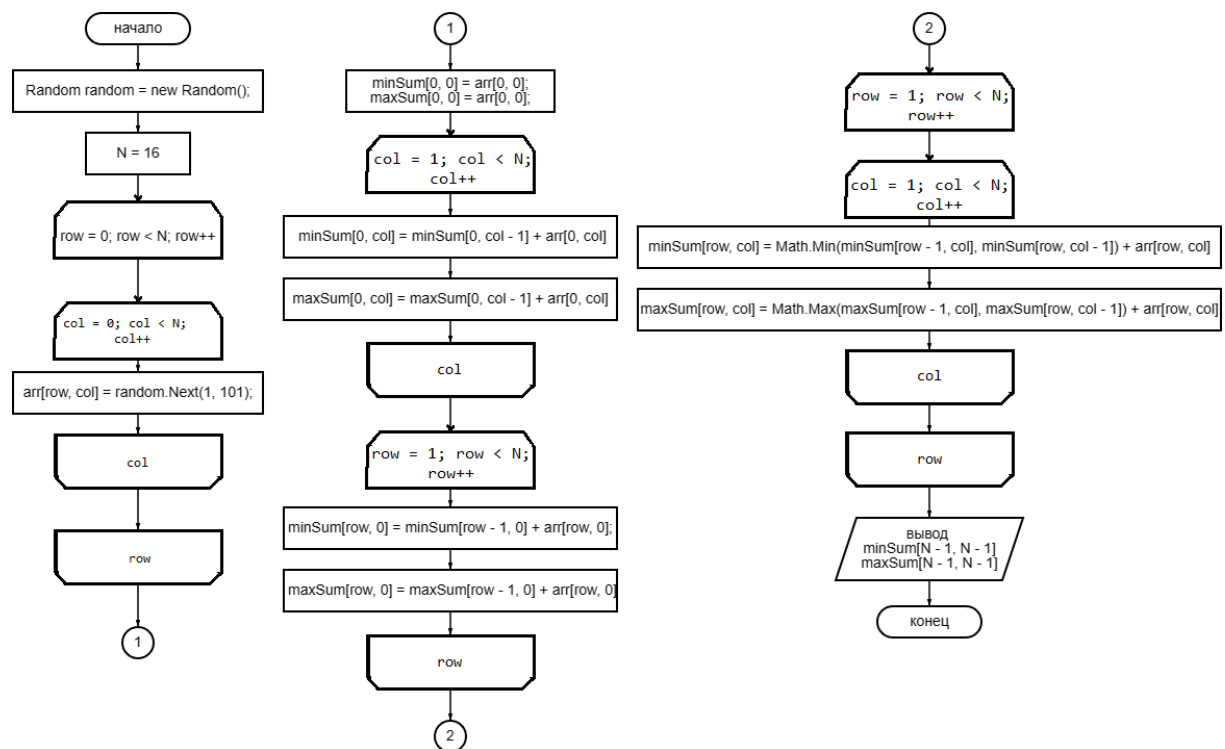 начало
Random random = new Random();
N = 16
row = 0; row < N; row++
col = 0; col < N;
col++
arr[row, col] = random.Next(1, 101);
col
row
1
1
minSum[0, 0] = arr[0, 0];
maxSum[0, 0] = arr[0, 0];
col = 1; col < N;
col++
minSum[0, col] = minSum[0, col - 1] + arr[0, col]
maxSum[0, col] = maxSum[0, col - 1] + arr[0, col]
col
row = 1; row < N;
row++
minSum[row, 0] = minSum[row - 1, 0] + arr[row, 0];
maxSum[row, 0] = maxSum[row - 1, 0] + arr[row, 0]
row
2
2
row = 1; row < N;
row++
col = 1; col < N;
col++
minSum[row, col] = Math.Min(minSum[row - 1, col], minSum[row, col - 1]) + arr[row, col]
maxSum[row, col] = Math.Max(maxSum[row - 1, col], maxSum[row, col - 1]) + arr[row, col]
col
row
вывод
minSum[N - 1, N - 1]
maxSum[N - 1, N - 1]
конец